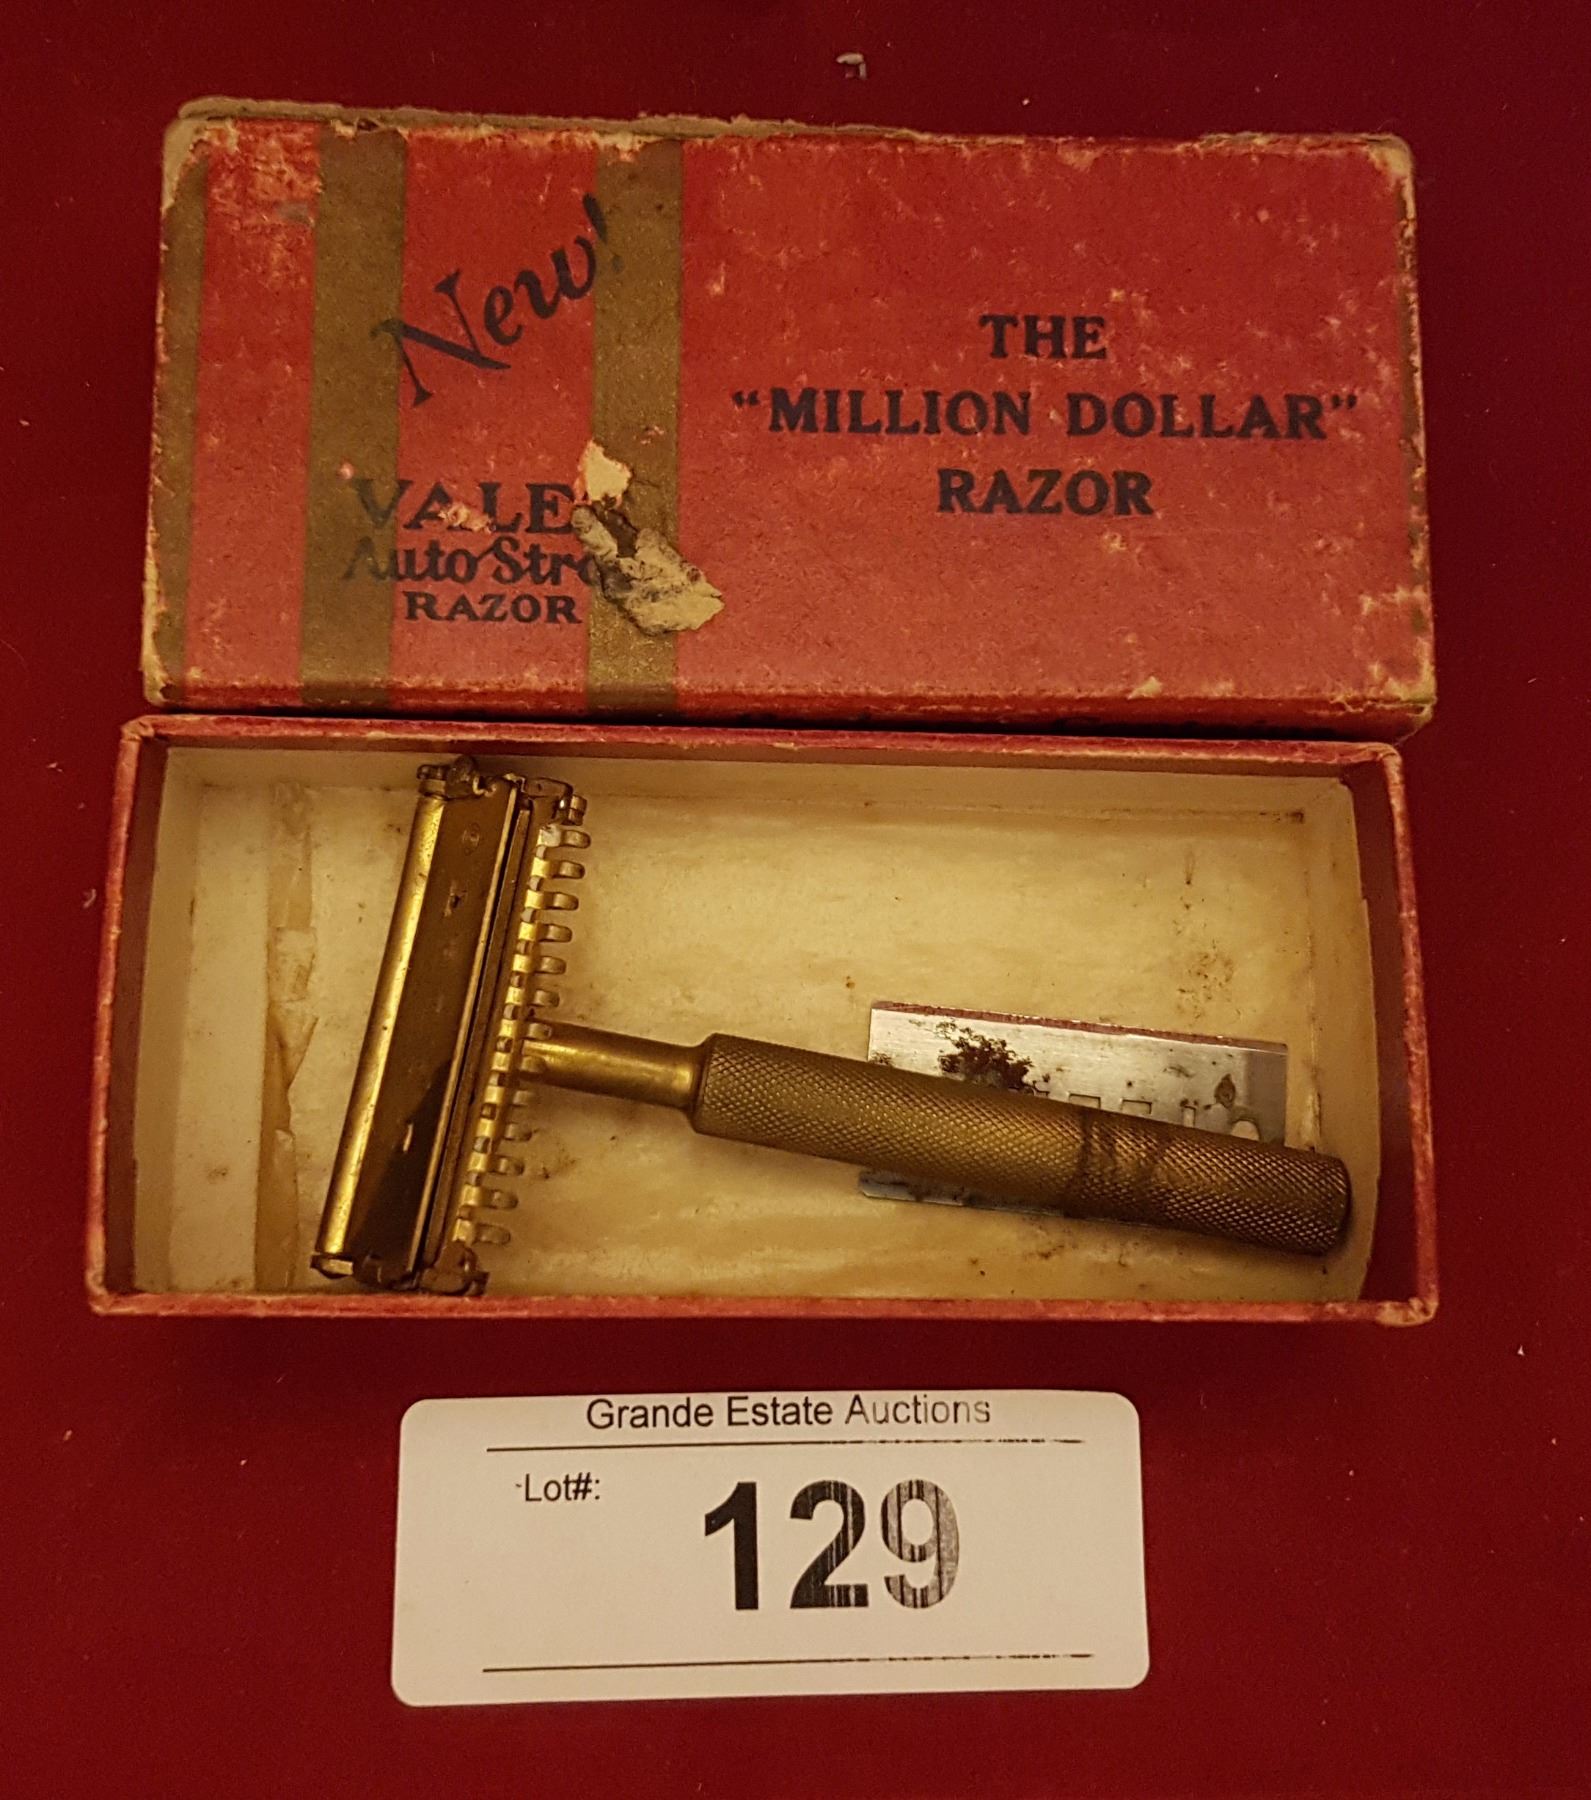 New!
THE
"MILLION DOLLAR"
RAZOR
RAZOR
Grande Estate Auctions
Lot#:
129